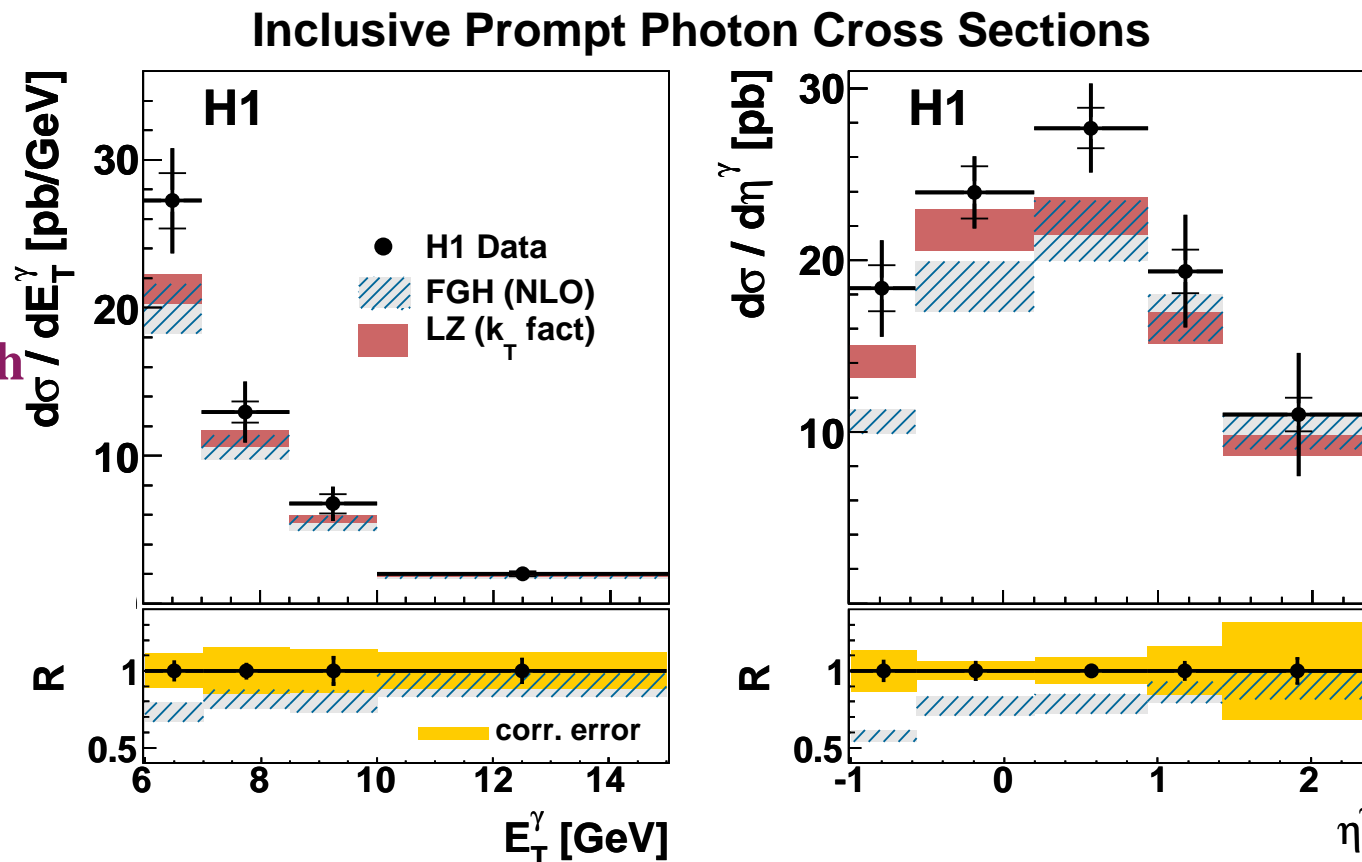 Inclusive Prompt Photon Cross Sections
dσ / dE_T^γ [pb/GeV]
H1
30
20
10
H1 Data
FGH (NLO)
LZ (k_T fact)
h
R
1
0.5
corr. error
6 8 10 12 14
E_T^γ [GeV]
dσ / dη^γ [pb]
H1
30
20
10
R
1
0.5
-1 0 1 2
η^γ